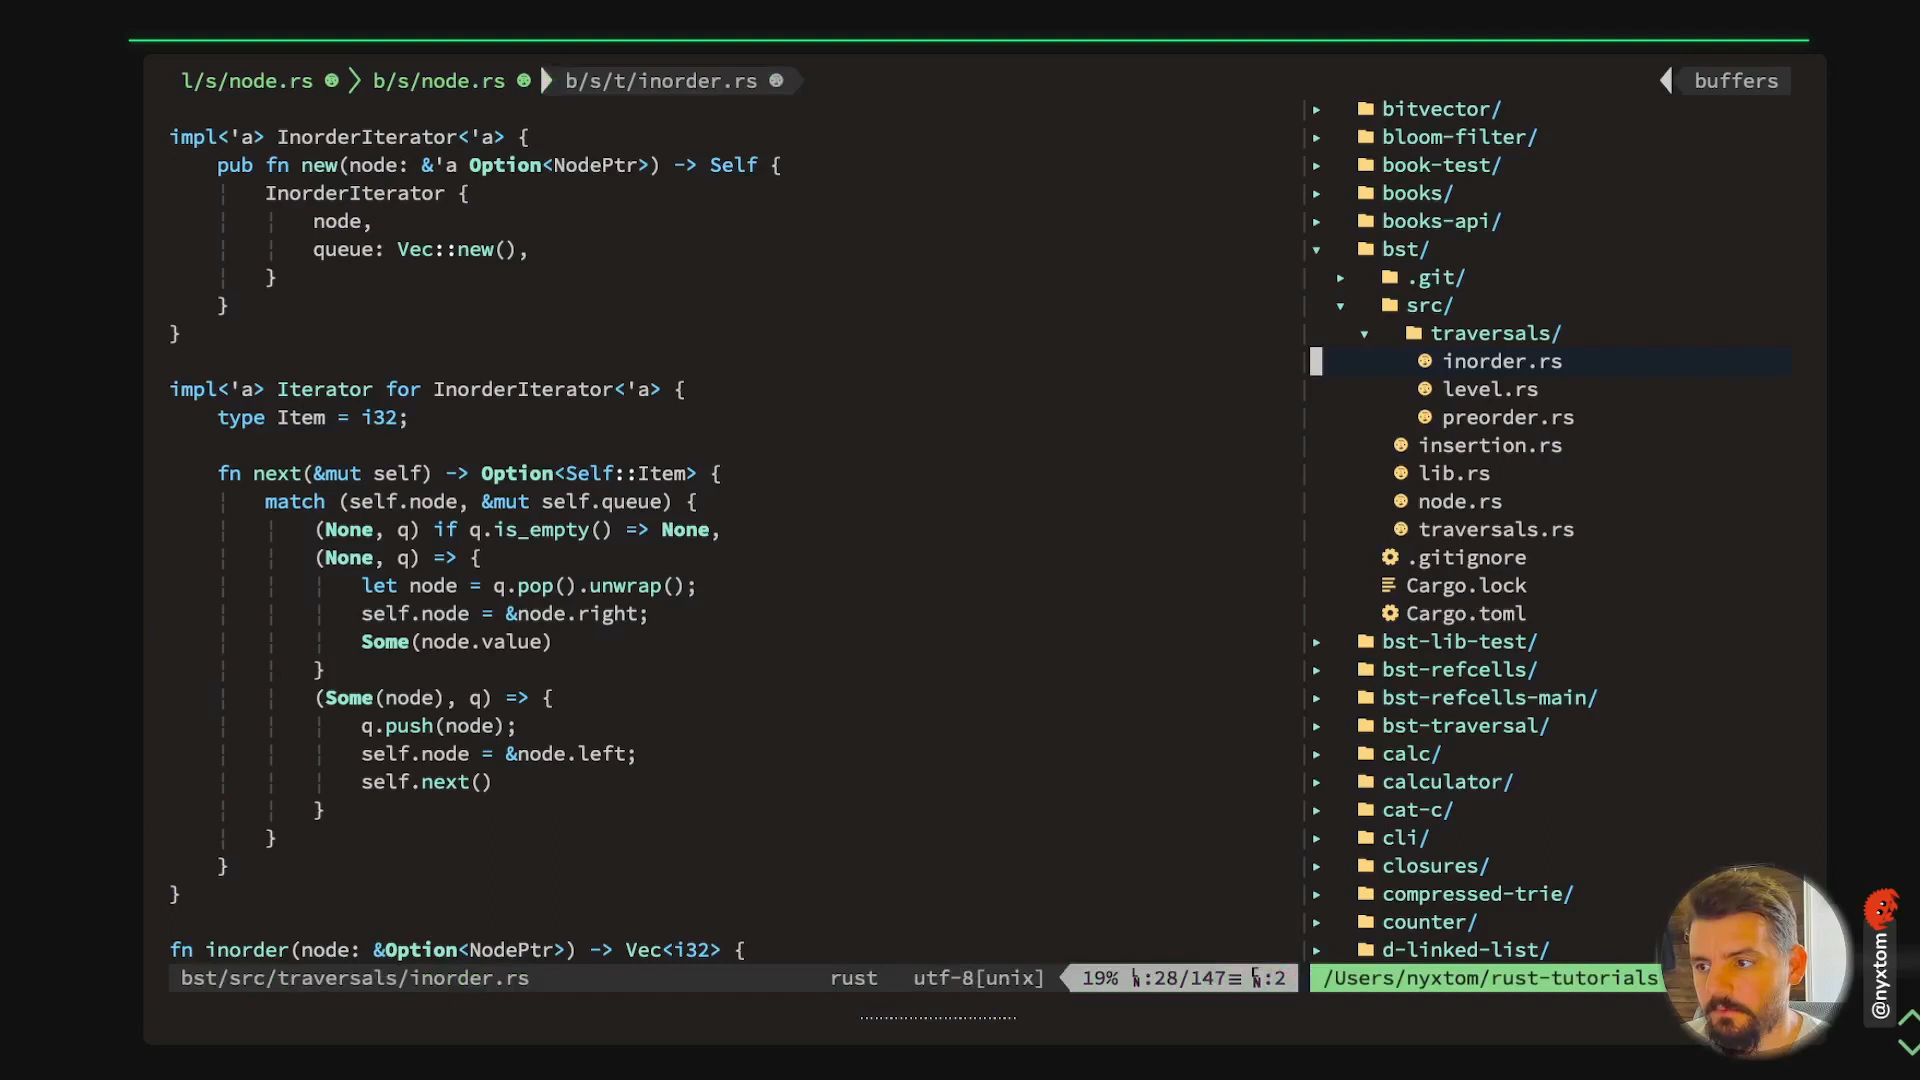 l/s/node.rs b/s/node.rs b/s/t/inorder.rs buffers
impl<'a> InorderIterator<'a> {
    pub fn new(node: &'a Option<NodePtr>) -> Self {
        InorderIterator {
            node,
            queue: Vec::new(),
        }
    }
}
impl<'a> Iterator for InorderIterator<'a> {
    type Item = i32;
    fn next(&mut self) -> Option<Self::Item> {
        match (self.node, &mut self.queue) {
            (None, q) if q.is_empty() => None,
            (None, q) => {
                let node = q.pop().unwrap();
                self.node = &node.right;
                Some(node.value)
            }
            (Some(node), q) => {
                q.push(node);
                self.node = &node.left;
                self.next()
            }
        }
    }
}
fn inorder(node: &Option<NodePtr>) -> Vec<i32> {
bst/src/traversals/inorder.rs rust utf-8[unix] 19% :28/147≡ :2
bitvector/
bloom-filter/
book-test/
books/
books-api/
bst/
.git/
src/
traversals/
inorder.rs
level.rs
preorder.rs
insertion.rs
lib.rs
node.rs
traversals.rs
.gitignore
Cargo.lock
Cargo.toml
bst-lib-test/
bst-refcells/
bst-refcells-main/
bst-traversal/
calc/
calculator/
cat-c/
cli/
closures/
compressed-trie/
counter/
d-linked-list/
/Users/nyxtom/rust-tutorials
@nyxtom